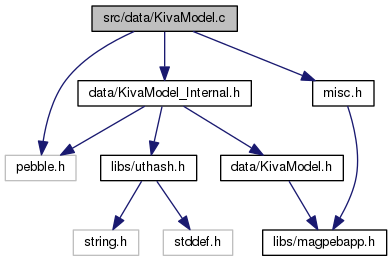 src/data/KivaModel.c
data/KivaModel_Internal.h
misc.h
pebble.h
libs/uthash.h
data/KivaModel.h
string.h
stddef.h
libs/magpebapp.h